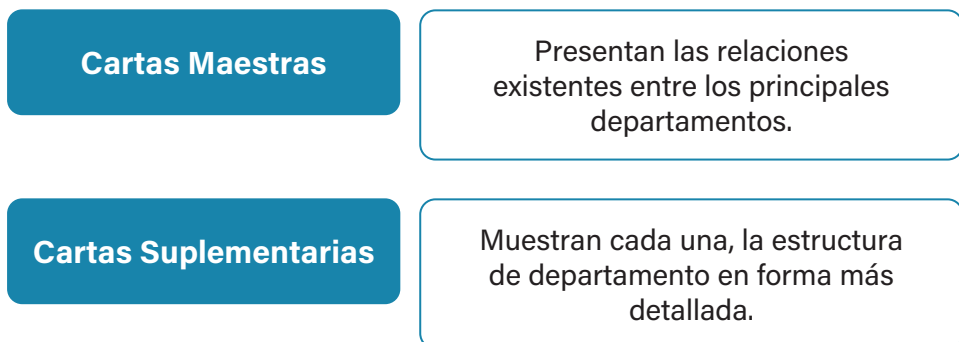 Cartas Maestras
Presentan las relaciones
existentes entre los principales
departamentos.
Cartas Suplementarias
Muestran cada una, la estructura
de departamento en forma más
detallada.